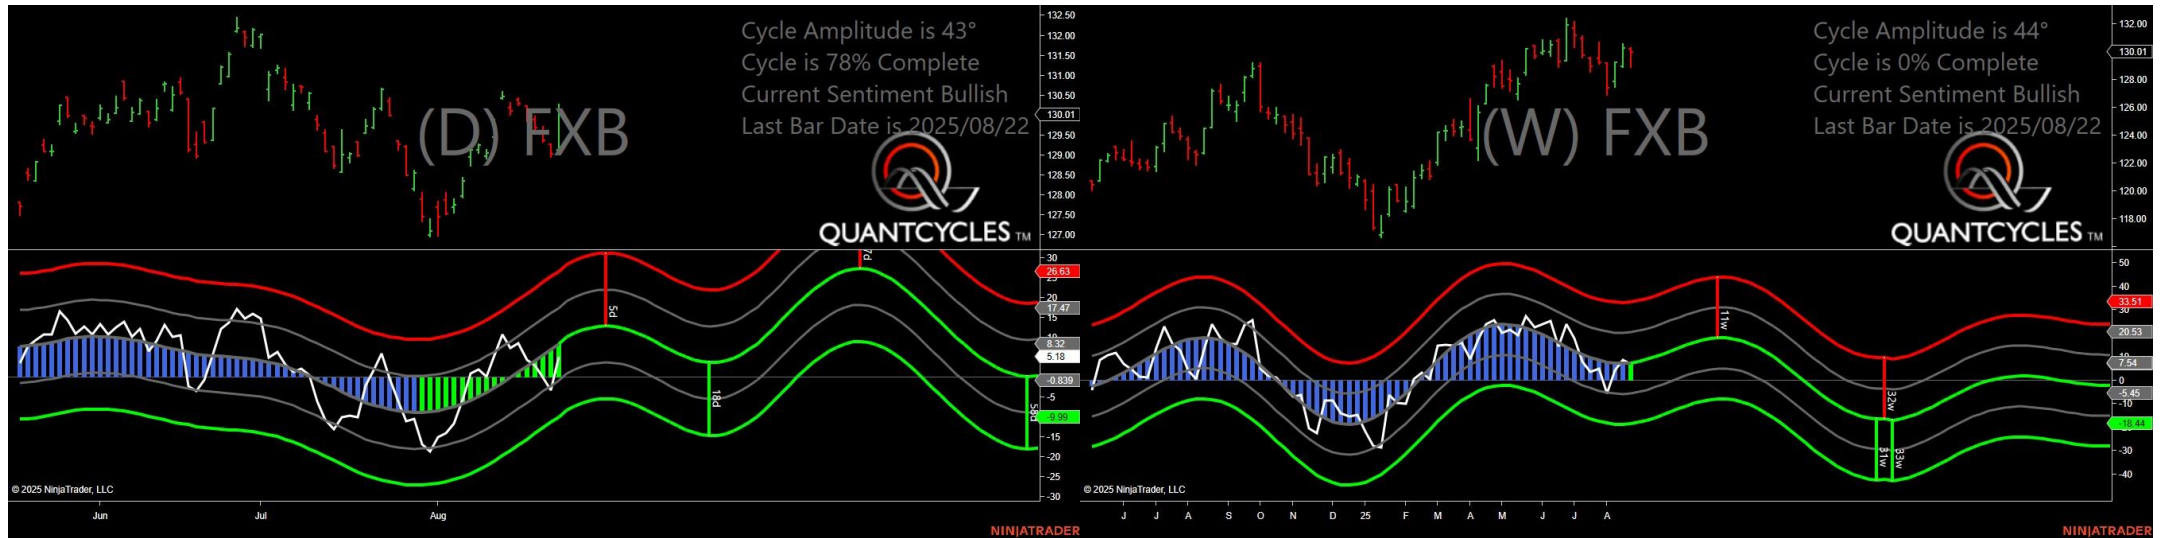 Cycle Amplitude is 43°
Cycle is 78% Complete
Current Sentiment Bullish
Last Bar Date is 2025/08/22
(D) FXB
QUANTCYCLES TM
132.50
132.00
131.50
131.00
130.50
130.01
129.50
129.00
128.50
128.00
127.50
127.00
30
26.63
20
17.47
15
8.32
5.18
-0.839
-5
-9.99
-15
-20
-25
-30
5d
7d
18d
58d
© 2025 NinjaTrader, LLC
Jun Jul Aug
NINJATRADER
Cycle Amplitude is 44°
Cycle is 0% Complete
Current Sentiment Bullish
Last Bar Date is 2025/08/22
(W) FXB
QUANTCYCLES TM
132.00
130.01
128.00
126.00
124.00
122.00
120.00
118.00
50
40
33.51
30
20.53
7.54
0
-5.45
-10
-18.44
-30
-40
11w
32w
31w
33w
© 2025 NinjaTrader, LLC
J J A S O N D 25 F M A M J J A
NINJATRADER